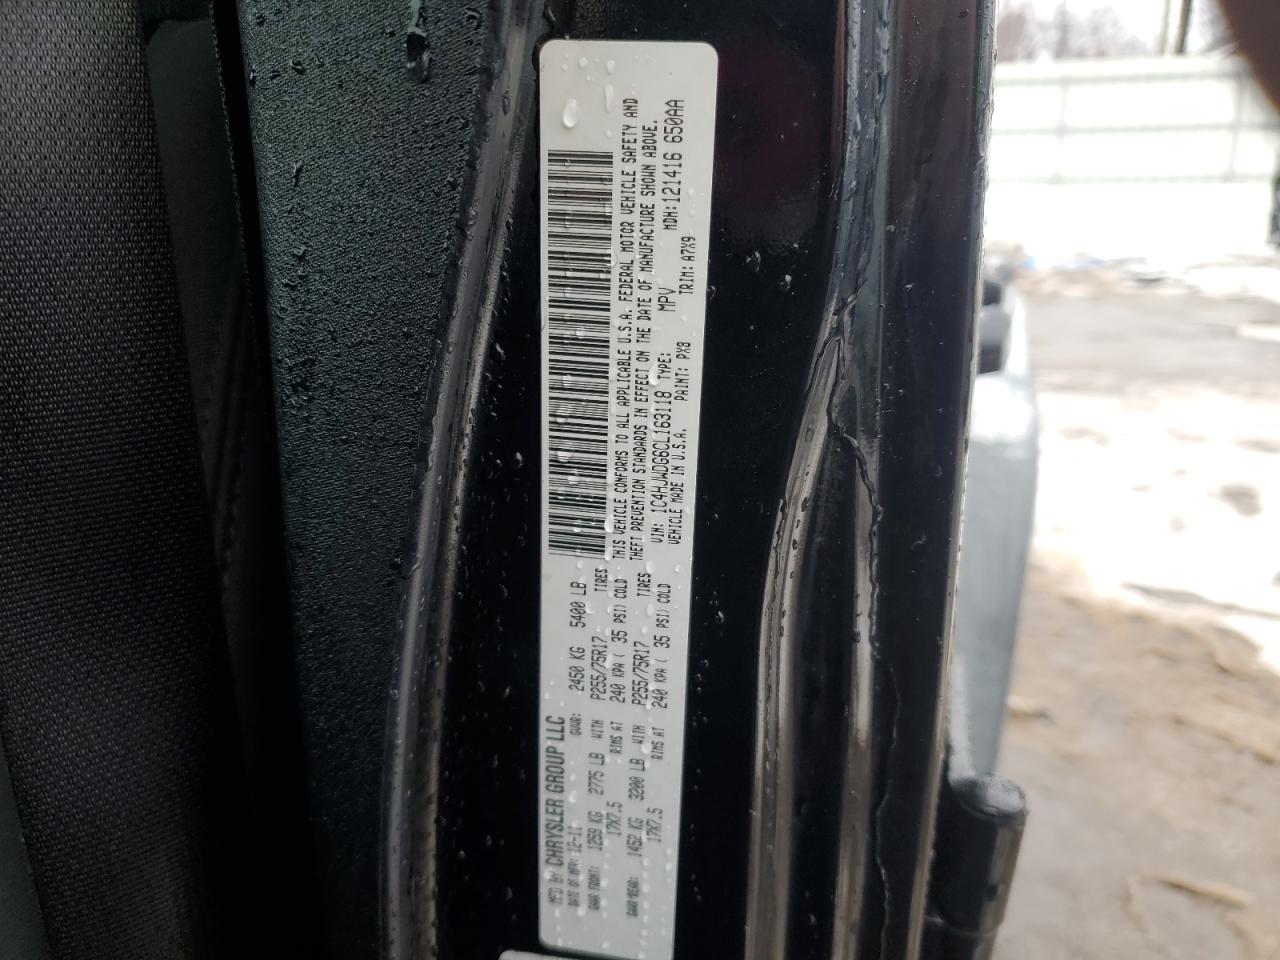 MFD BY CHRYSLER GROUP LLC
DATE OF MFR: 12-11 GVWR: 2450 KG 5400 LB
GAWR FRONT: 1259 KG 2775 LB WITH P255/75R17 TIRES
17X7.5 RIMS AT 240 KPA( 35 PSI) COLD
GAWR REAR: 1452 KG 3200 LB WITH P255/75R17 TIRES
17X7.5 RIMS AT 240 KPA( 35 PSI) COLD
THIS VEHICLE CONFORMS TO ALL APPLICABLE U.S.A. FEDERAL MOTOR VEHICLE SAFETY AND
THEFT PREVENTION STANDARDS IN EFFECT ON THE DATE OF MANUFACTURE SHOWN ABOVE.
VIN: 1C4HJWDG6CL163118 TYPE: MPV MDH:121416 650AA
VEHICLE MADE IN U.S.A. PAINT: PX8 TRIM: A7X9